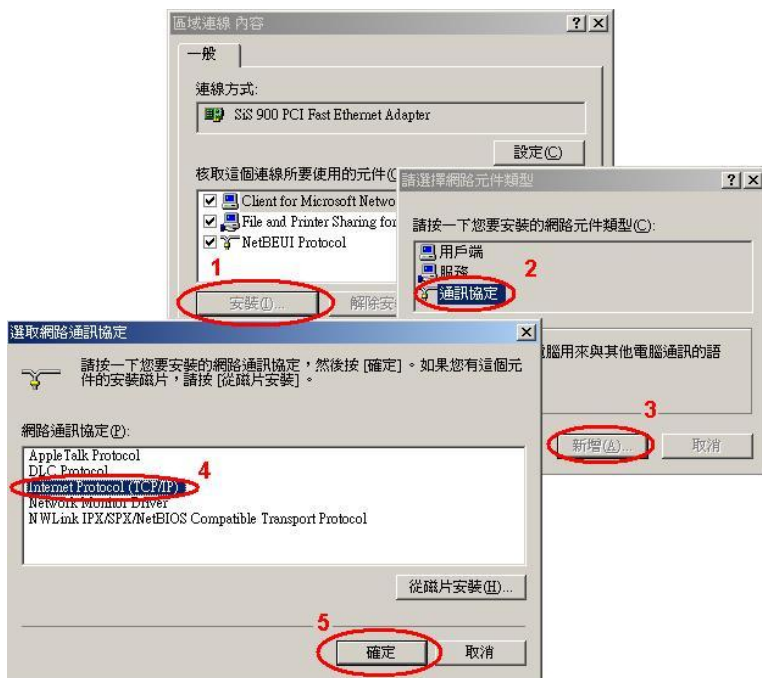 區域連線 內容
一般
連線方式:
SiS 900 PCI Fast Ethernet Adapter
設定(C)
核取這個連線所要使用的元件(
Client for Microsoft Netwo
File and Printer Sharing for
NetBEUI Protocol
1
安裝(I)...
解除安
請選擇網路元件類型
請按一下您要安裝的網路元件類型(C):
用戶端
服務
2
通訊協定
電腦用來與其他電腦通訊的語
3
新增(A)...
取消
選取網路通訊協定
請按一下您要安裝的網路通訊協定,然後按 [確定]。如果您有這個元
件的安裝磁片,請按 [從磁片安裝]。
網路通訊協定(P):
AppleTalk Protocol
DLC Protocol
4
Internet Protocol (TCP/IP)
Network Monitor Driver
NWLink IPX/SPX/NetBIOS Compatible Transport Protocol
從磁片安裝(H)...
5
確定
取消